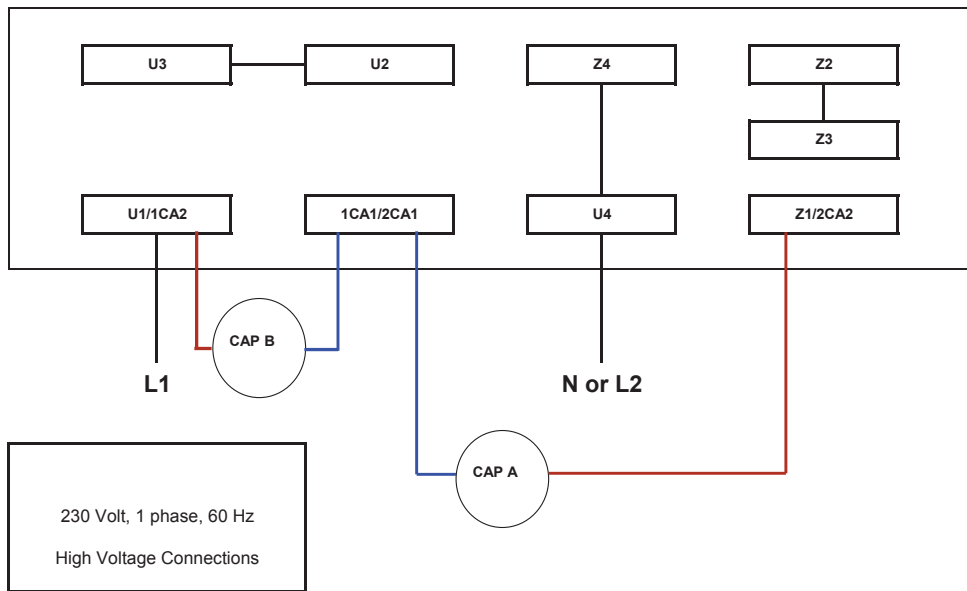 U3 U2 Z4 Z2
Z3
U1/1CA2 1CA1/2CA1 U4 Z1/2CA2
CAP B
L1 N or L2
CAP A
230 Volt, 1 phase, 60 Hz
High Voltage Connections